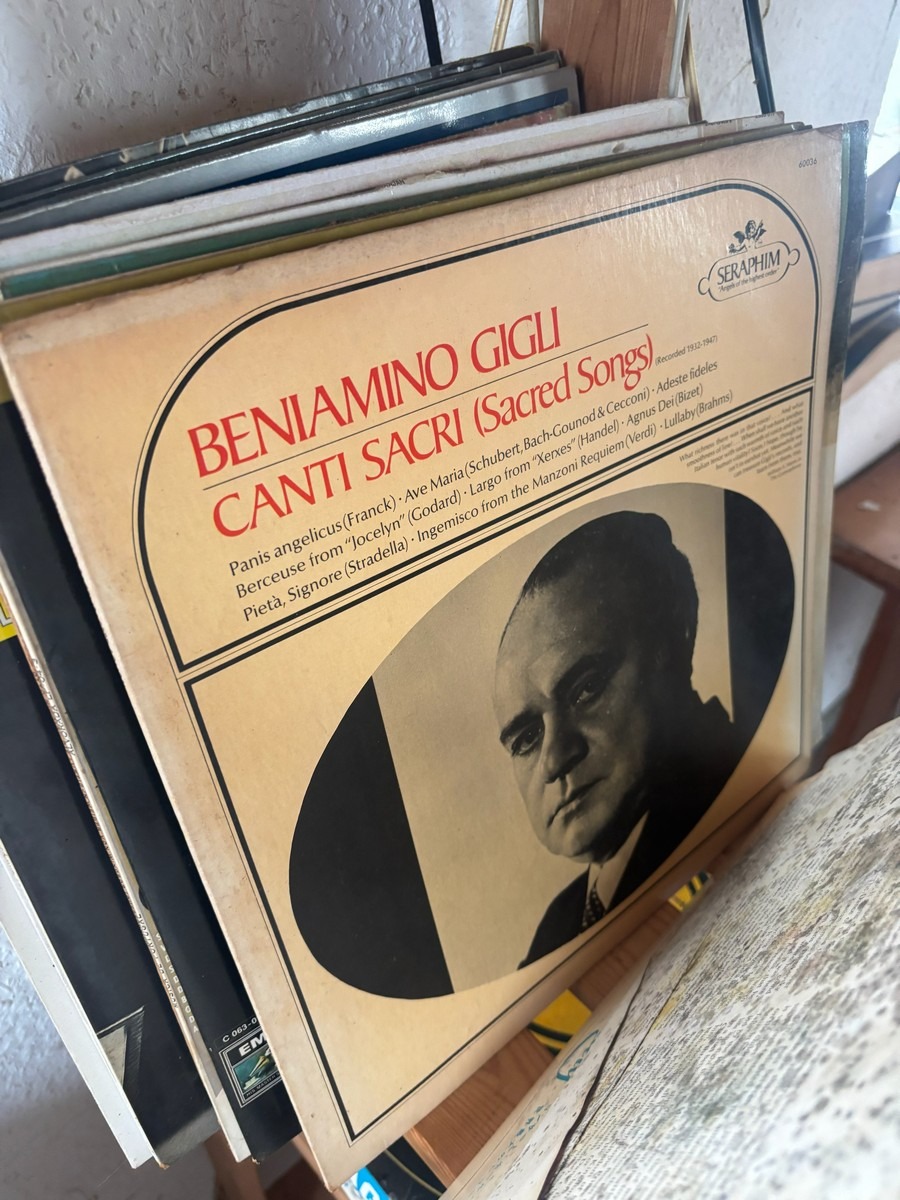 60036
SERAPHIM
"Angels of the highest order"
BENIAMINO GIGLI
CANTI SACRI (Sacred Songs) (Recorded 1932-1947)
Panis angelicus (Franck) · Ave Maria (Schubert, Bach-Gounod & Cecconi) · Adeste fideles
Berceuse from "Jocelyn" (Godard) · Largo from "Xerxes" (Handel) · Agnus Dei (Bizet)
Pietà, Signore (Stradella) · Ingemisco from the Manzoni Requiem (Verdi) · Lullaby (Brahms)
C 063-0
EM